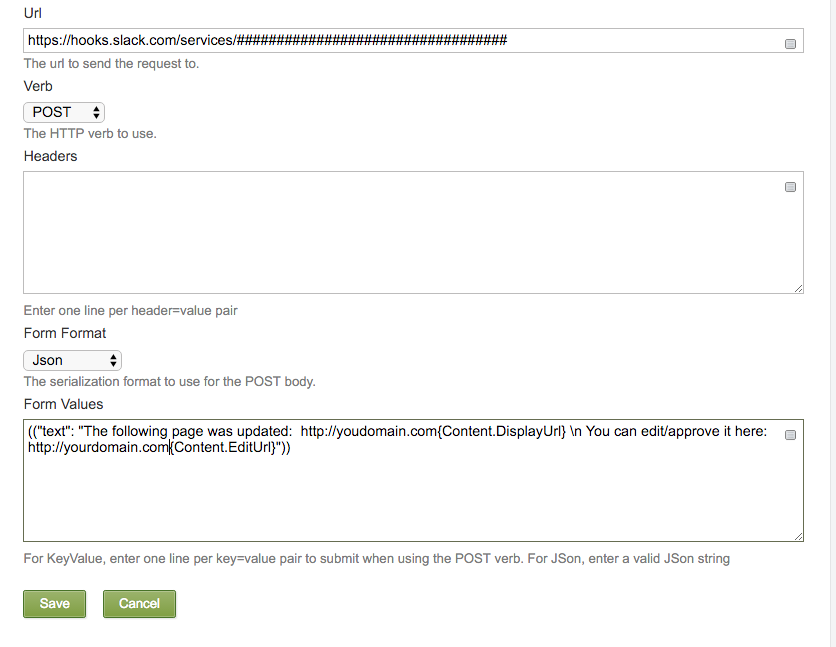 Url
https://hooks.slack.com/services/##################################
The url to send the request to.
Verb
POST
The HTTP verb to use.
Headers
Enter one line per header=value pair
Form Format
Json
The serialization format to use for the POST body.
Form Values
(("text": "The following page was updated:  http://youdomain.com{Content.DisplayUrl} \n You can edit/approve it here:
http://yourdomain.com{Content.EditUrl}"))
For KeyValue, enter one line per key=value pair to submit when using the POST verb. For JSon, enter a valid JSon string
Save
Cancel